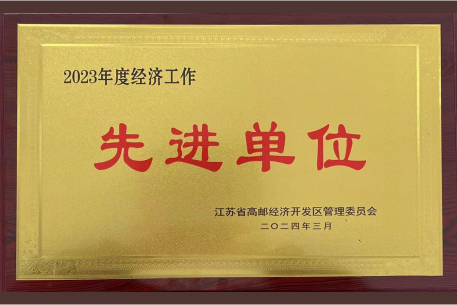 2023年度经济工作
先进单位
江苏省高邮经济开发区管理委员会
二〇二四年三月